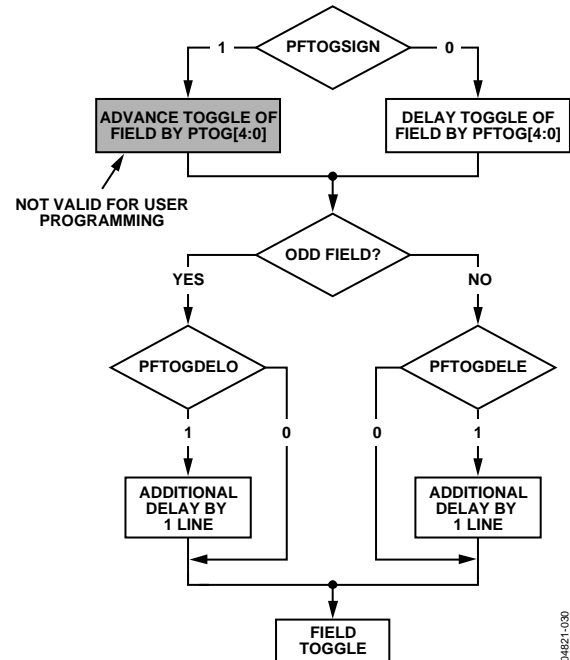 PFTOGSIGN
1
0
ADVANCE TOGGLE OF
FIELD BY PTOG[4:0]
DELAY TOGGLE OF
FIELD BY PFTOG[4:0]
NOT VALID FOR USER
PROGRAMMING
ODD FIELD?
YES
NO
PFTOGDELO
PFTOGDELE
1
0
0
1
ADDITIONAL
DELAY BY
1 LINE
ADDITIONAL
DELAY BY
1 LINE
FIELD
TOGGLE
04821-030